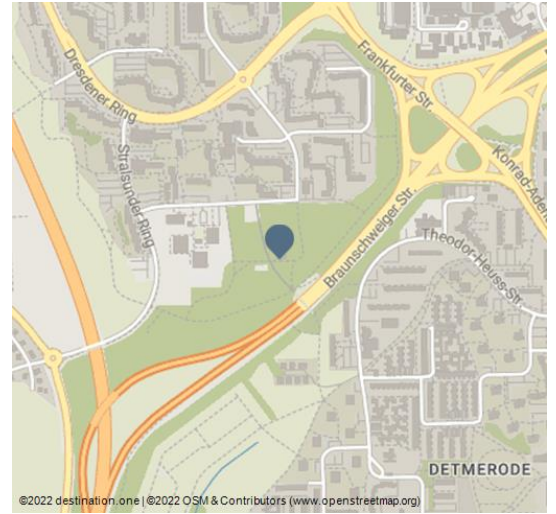 Dresdener Ring
Frankfurter Str.
Konrad-Aden
Stralsunder Ring
Braunschweiger Str.
Theodor-Heuss-Str.
DETMERODE
©2022 destination.one | ©2022 OSM & Contributors (www.openstreetmap.org)